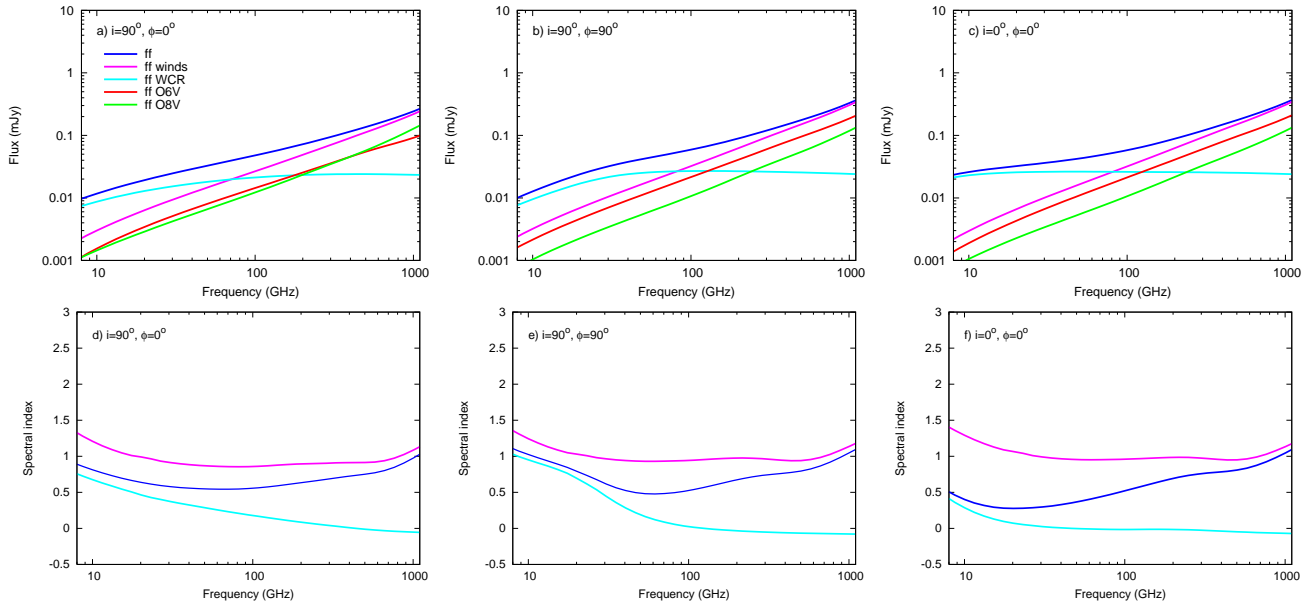 a) i=90°, ϕ=0°
ff
ff winds
ff WCR
ff O6V
ff O8V
Flux (mJy)
10
1
0.1
0.01
0.001
10
100
1000
Frequency (GHz)
b) i=90°, ϕ=90°
Flux (mJy)
10
1
0.1
0.01
0.001
10
100
1000
Frequency (GHz)
c) i=0°, ϕ=0°
Flux (mJy)
10
1
0.1
0.01
0.001
10
100
1000
Frequency (GHz)
d) i=90°, ϕ=0°
Spectral index
3
2.5
2
1.5
1
0.5
0
-0.5
10
100
1000
Frequency (GHz)
e) i=90°, ϕ=90°
Spectral index
3
2.5
2
1.5
1
0.5
0
-0.5
10
100
1000
Frequency (GHz)
f) i=0°, ϕ=0°
Spectral index
3
2.5
2
1.5
1
0.5
0
-0.5
10
100
1000
Frequency (GHz)